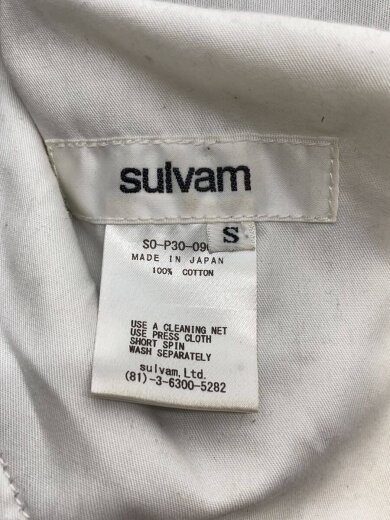 sulvam
S
SO-P30-09
MADE IN JAPAN
100% COTTON
USE A CLEANING NET
USE PRESS CLOTH
SHORT SPIN
WASH SEPARATELY
sulvam, Ltd.
(81)-3-6300-5282